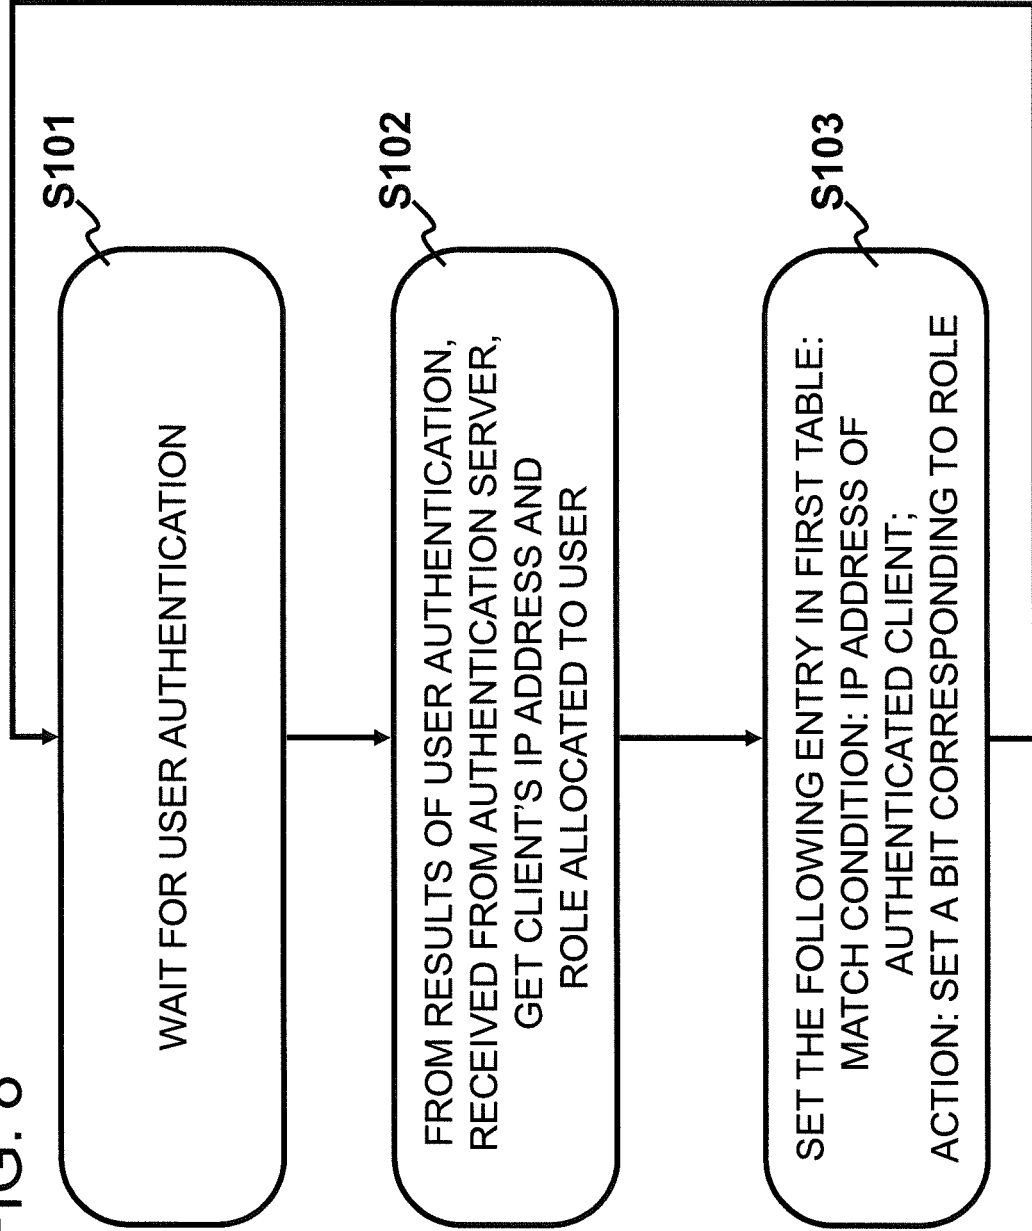 FIG. 8
S101
WAIT FOR USER AUTHENTICATION
S102
FROM RESULTS OF USER AUTHENTICATION,
RECEIVED FROM AUTHENTICATION SERVER,
GET CLIENT'S IP ADDRESS AND
ROLE ALLOCATED TO USER
S103
SET THE FOLLOWING ENTRY IN FIRST TABLE:
MATCH CONDITION: IP ADDRESS OF
AUTHENTICATED CLIENT;
ACTION: SET A BIT CORRESPONDING TO ROLE